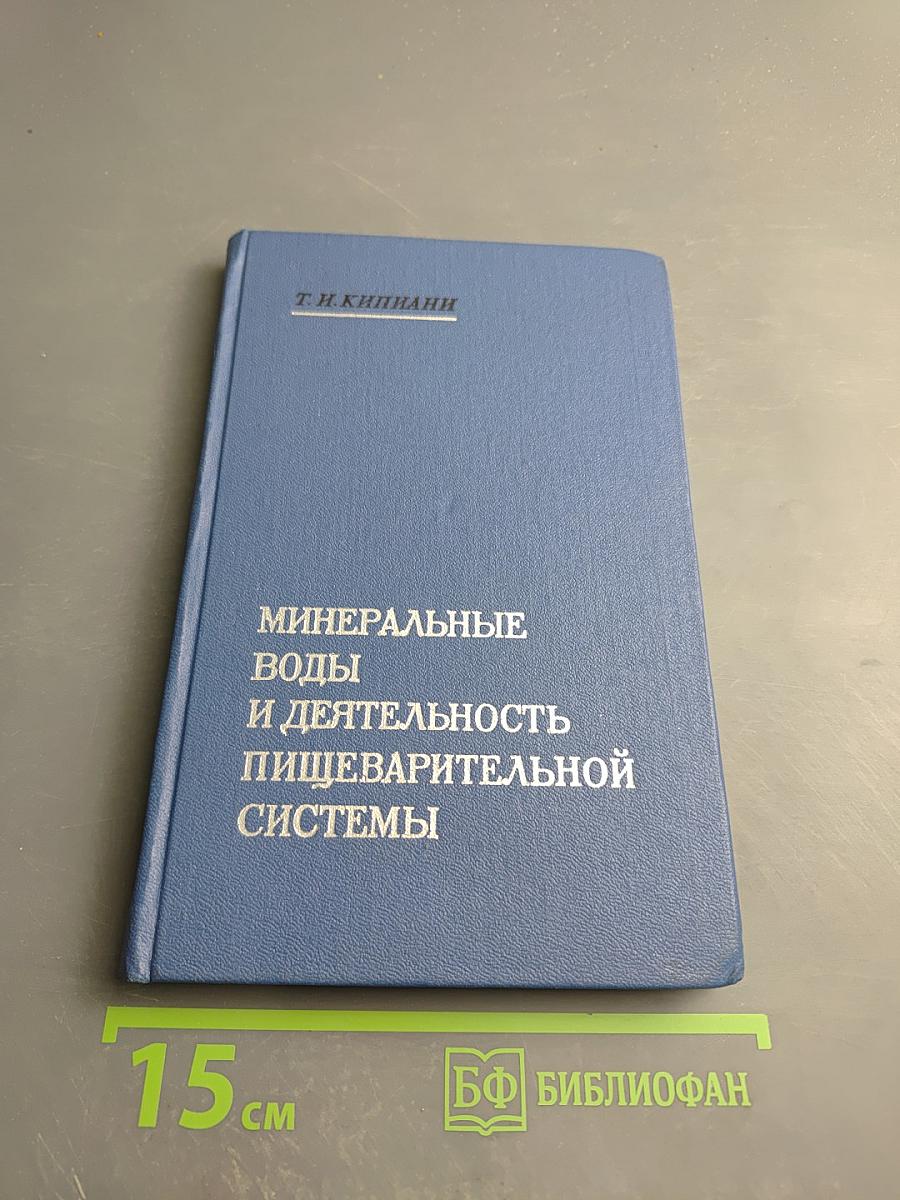 Т. И. КИПИАНИ
МИНЕРАЛЬНЫЕ
ВОДЫ
И ДЕЯТЕЛЬНОСТЬ
ПИЩЕВАРИТЕЛЬНОЙ
СИСТЕМЫ
15 см
БФ БИБЛИОФАН